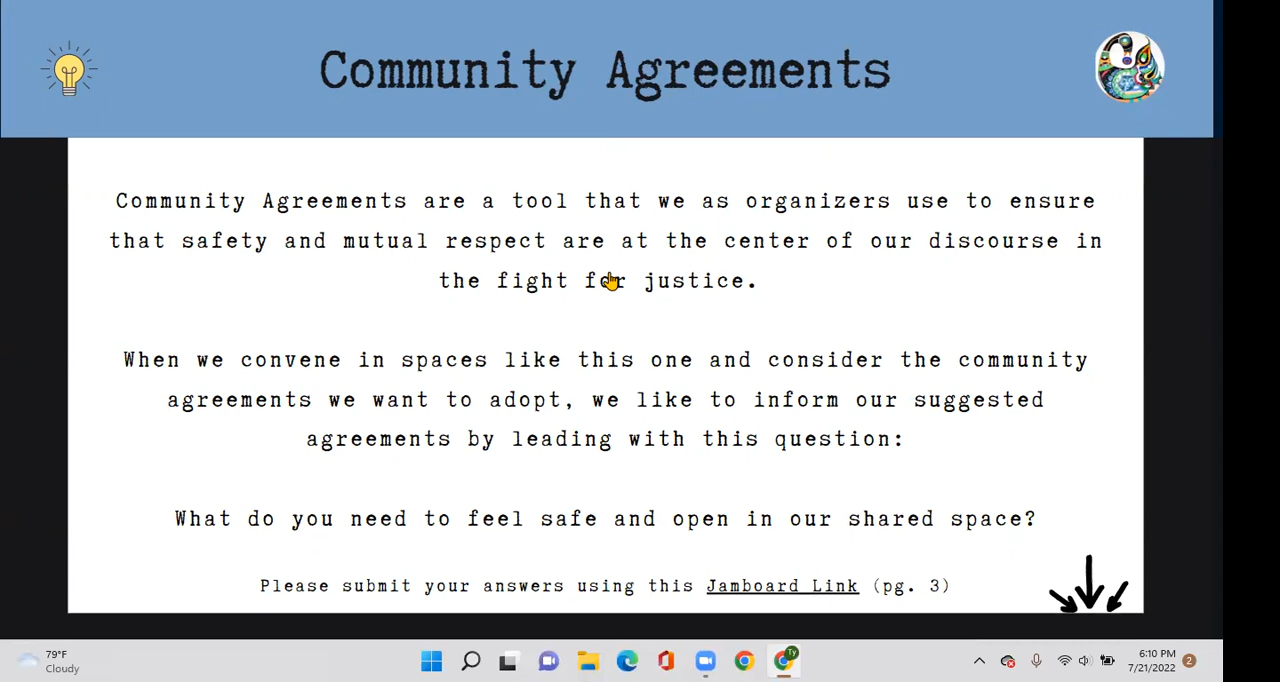 Community Agreements
Community Agreements are a tool that we as organizers use to ensure
that safety and mutual respect are at the center of our discourse in
the fight for justice.
When we convene in spaces like this one and consider the community
agreements we want to adopt, we like to inform our suggested
agreements by leading with this question:
What do you need to feel safe and open in our shared space?
Please submit your answers using this Jamboard Link (pg. 3)
79°F
Cloudy
Ty
6:10 PM
7/21/2022
2